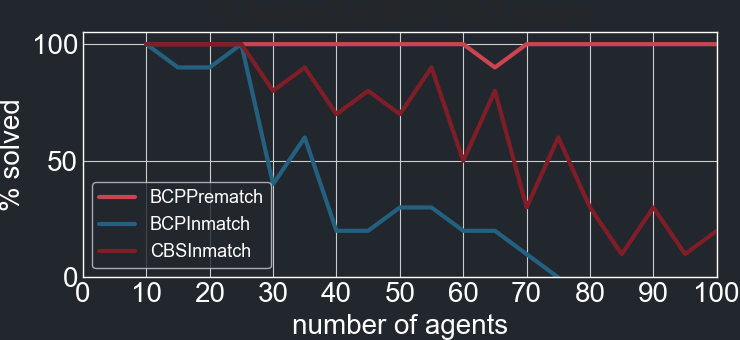 100
% solved
50
BCPPrematch
BCPInmatch
CBSInmatch
0
0 10 20 30 40 50 60 70 80 90 100
number of agents